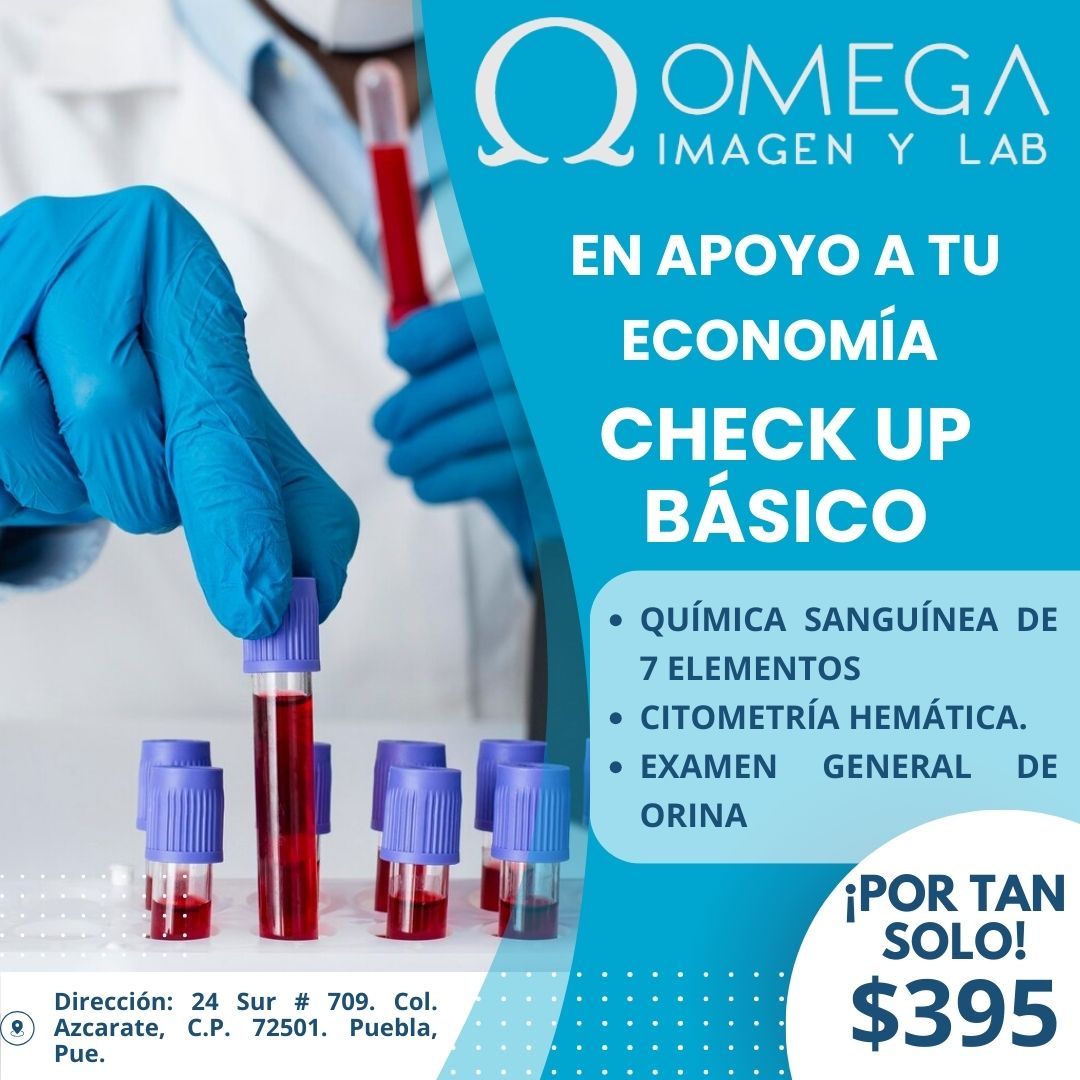 Ω OMEGA
IMAGEN Y LAB
EN APOYO A TU
ECONOMÍA
CHECK UP
BÁSICO
• QUÍMICA SANGUÍNEA DE
7 ELEMENTOS
• CITOMETRÍA HEMÁTICA.
• EXAMEN GENERAL DE
ORINA
¡POR TAN
SOLO!
$395
Dirección: 24 Sur # 709. Col.
Azcarate, C.P. 72501. Puebla,
Pue.